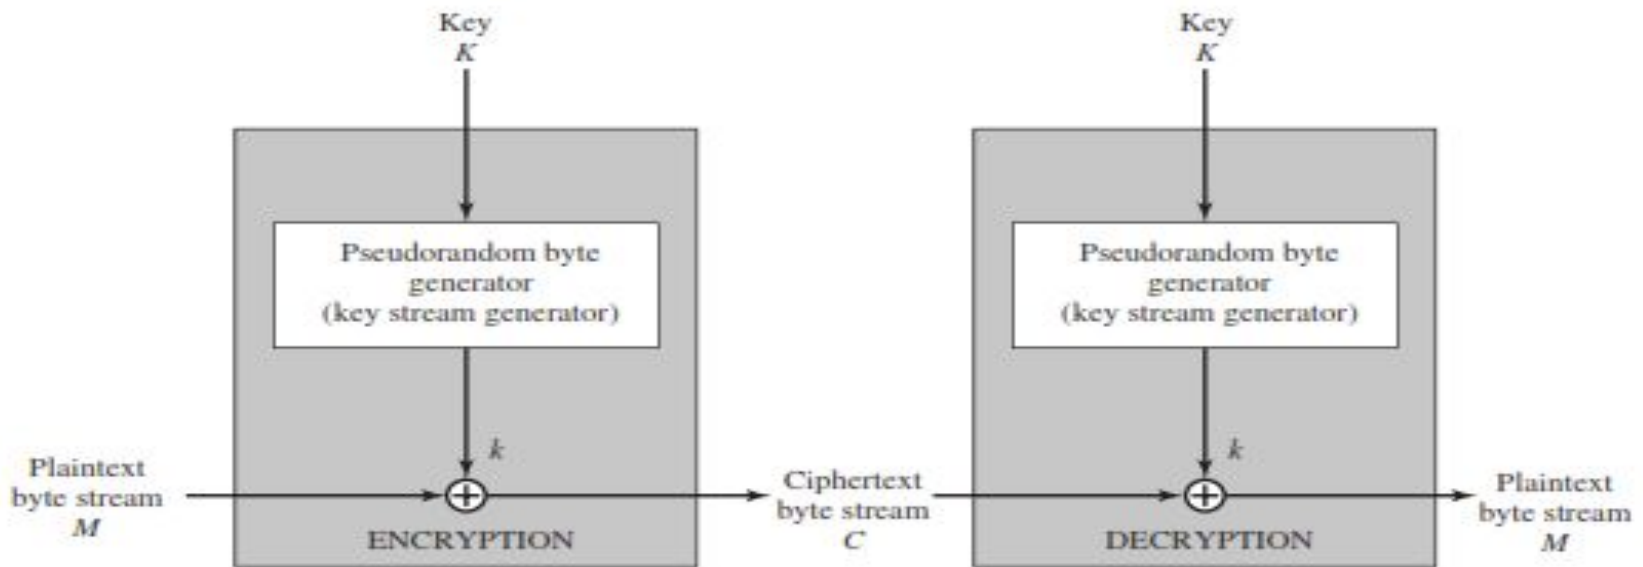 Key
K
Key
K
Pseudorandom byte
generator
(key stream generator)
Pseudorandom byte
generator
(key stream generator)
k
k
Plaintext
byte stream
M
Ciphertext
byte stream
C
Plaintext
byte stream
M
ENCRYPTION
DECRYPTION